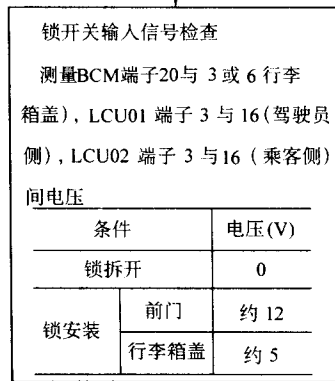 锁开关输入信号检查
测量BCM端子20与 3或6行李
箱盖), LCU01 端子 3 与 16(驾驶员
侧), LCU02 端子 3 与16 (乘客侧)
间电压
条件 电压(V)
锁拆开 0
锁安装 前门 约 12
行李箱盖 约 5